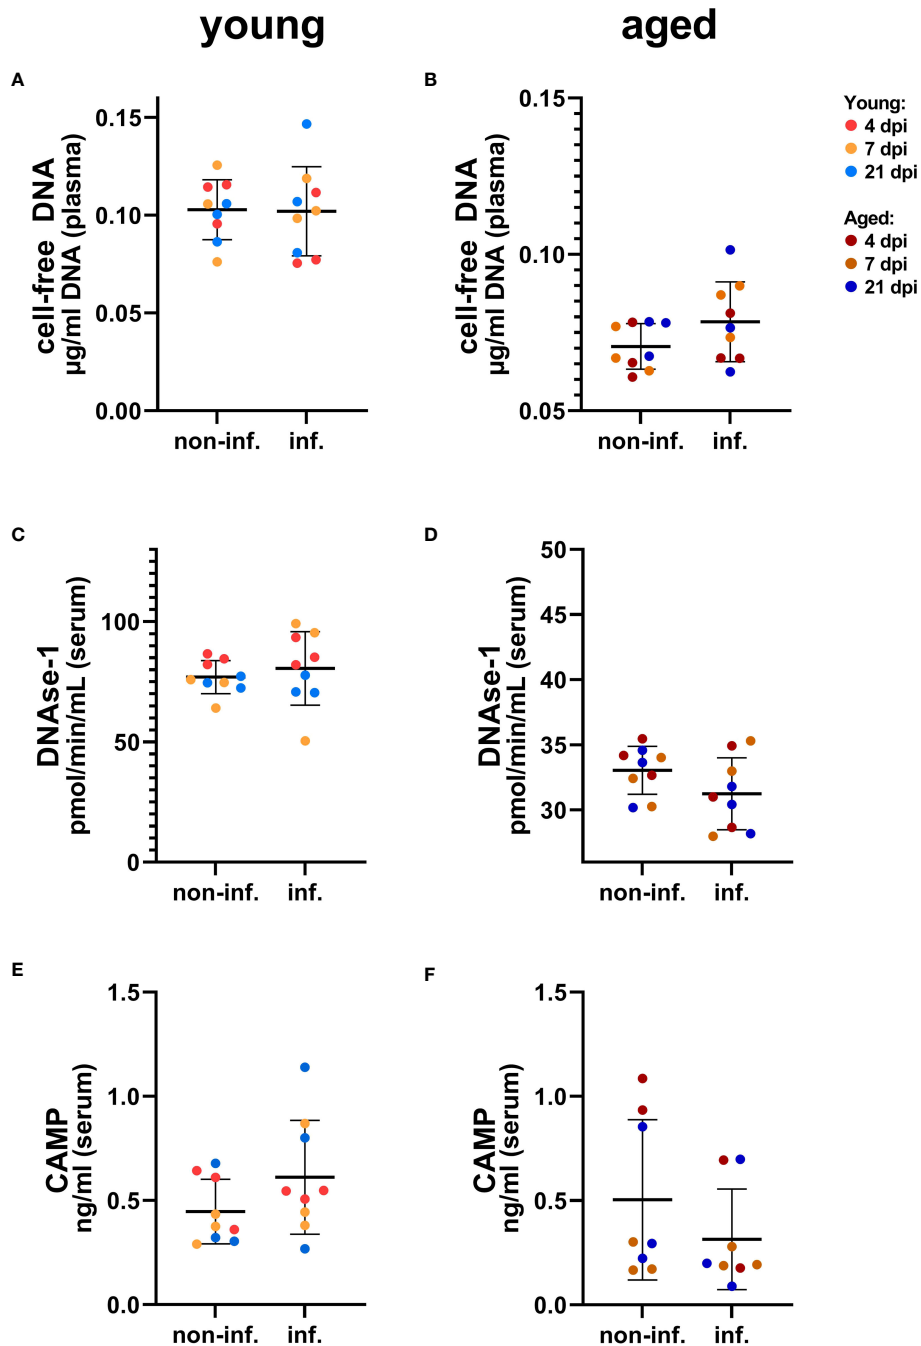 young
aged
A
cell-free DNA
µg/ml DNA (plasma)
0.15
0.10
0.05
0.00
non-inf.
inf.
B
cell-free DNA
µg/ml DNA (plasma)
0.15
0.10
0.05
non-inf.
inf.
Young:
4 dpi
7 dpi
21 dpi
Aged:
4 dpi
7 dpi
21 dpi
C
DNAse-1
pmol/min/mL (serum)
100
50
0
non-inf.
inf.
D
DNAse-1
pmol/min/mL (serum)
50
45
40
35
30
non-inf.
inf.
E
CAMP
ng/ml (serum)
1.5
1.0
0.5
0.0
non-inf.
inf.
F
CAMP
ng/ml (serum)
1.5
1.0
0.5
0.0
non-inf.
inf.